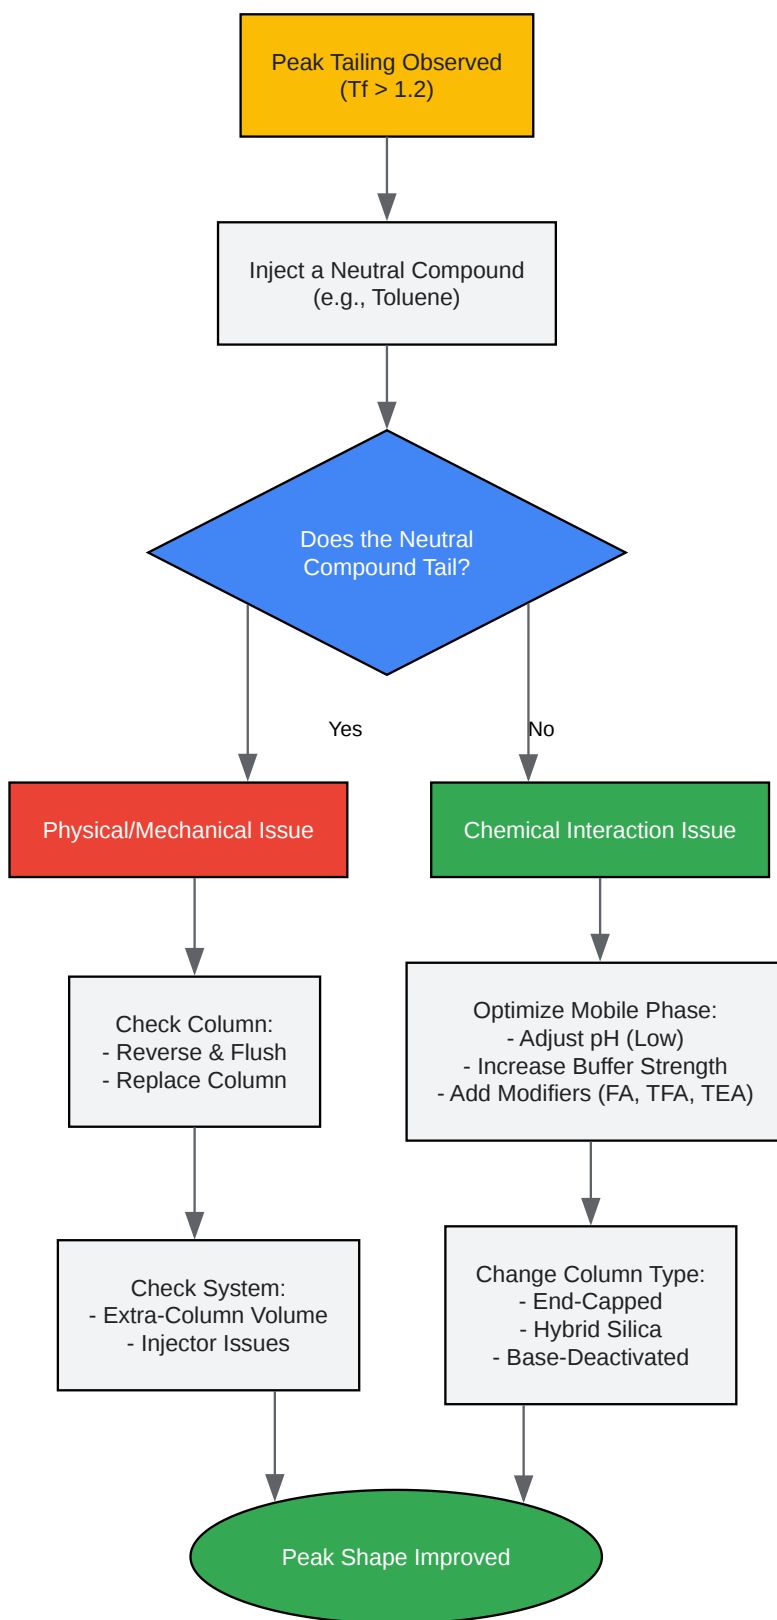 Peak Tailing Observed
(Tf > 1.2)
Inject a Neutral Compound
(e.g., Toluene)
Does the Neutral
Compound Tail?
Yes
No
Physical/Mechanical Issue
Chemical Interaction Issue
Check Column:
- Reverse & Flush
- Replace Column
Optimize Mobile Phase:
- Adjust pH (Low)
- Increase Buffer Strength
- Add Modifiers (FA, TFA, TEA)
Check System:
- Extra-Column Volume
- Injector Issues
Change Column Type:
- End-Capped
- Hybrid Silica
- Base-Deactivated
Peak Shape Improved